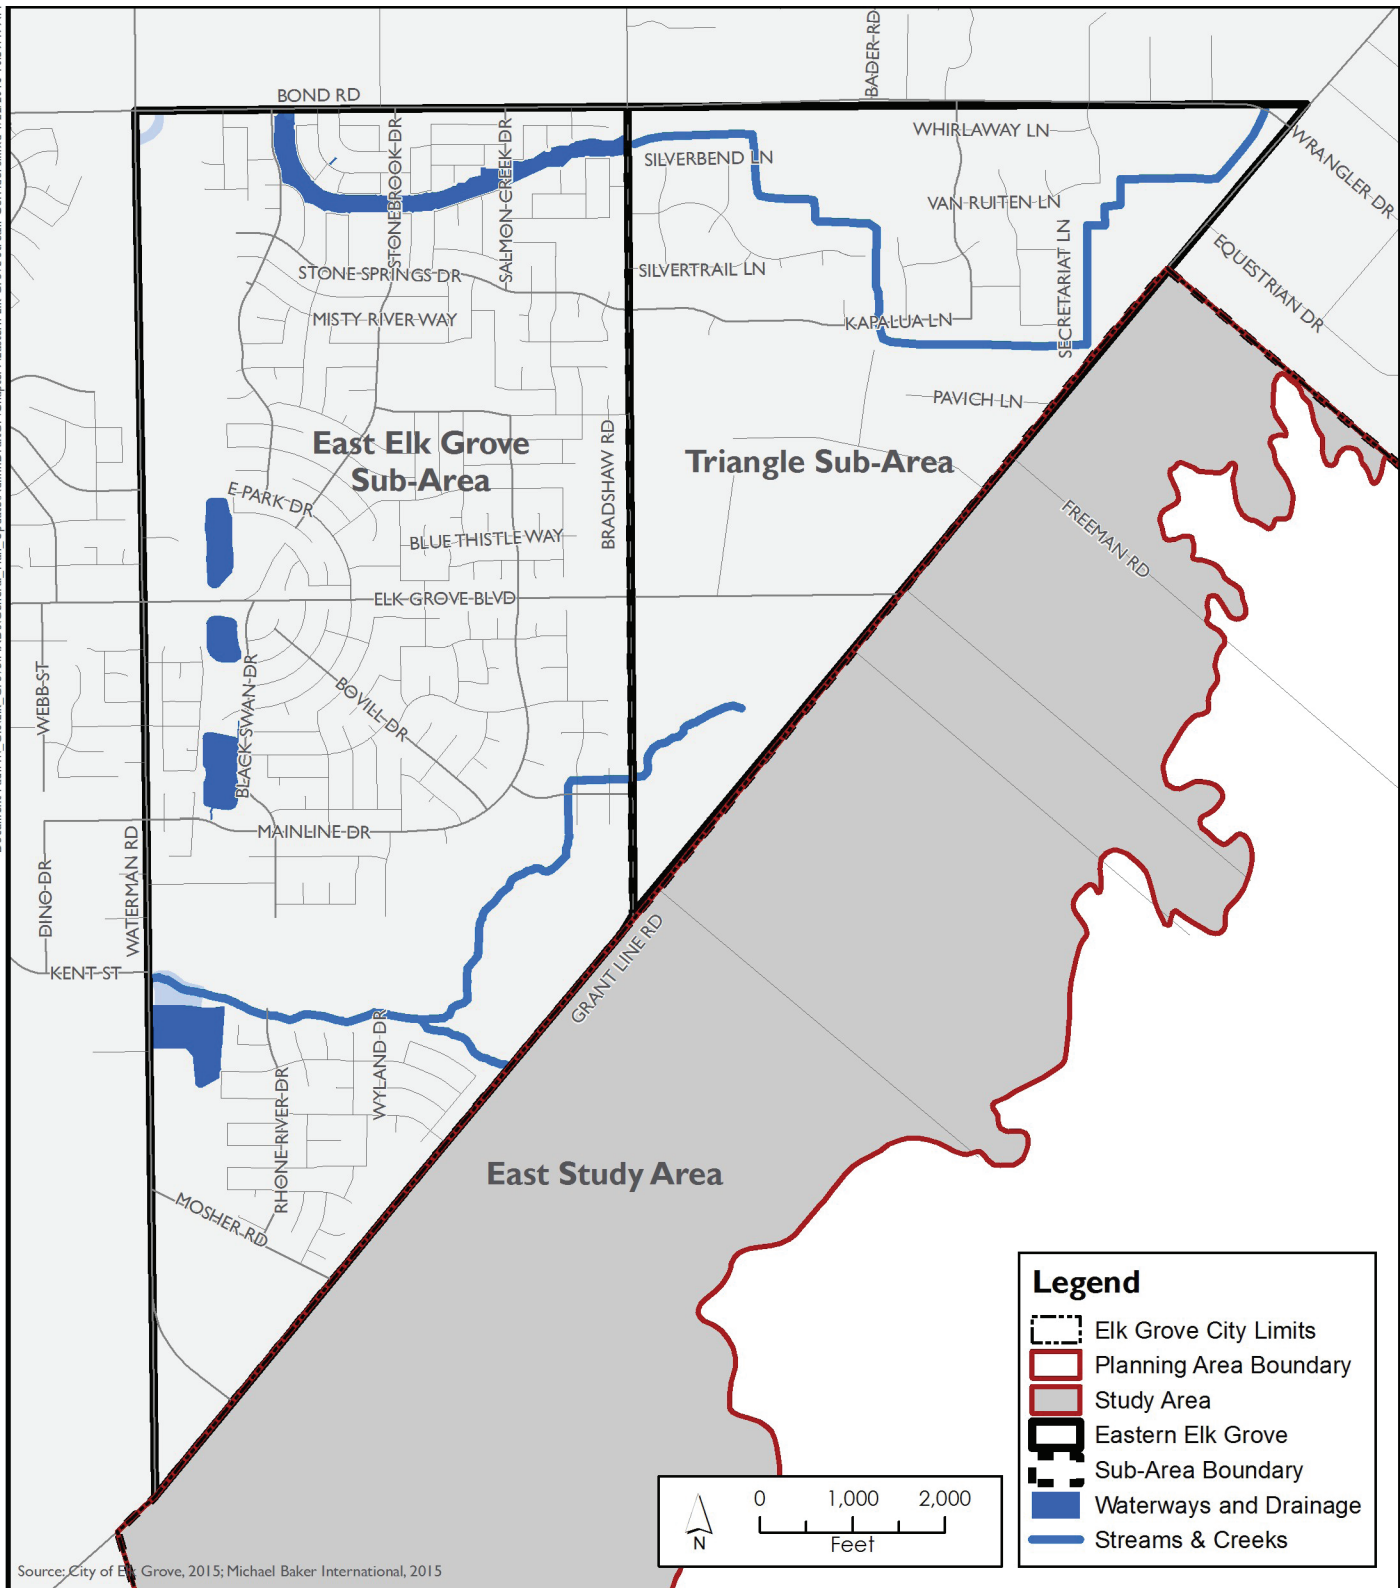 BOND RD
BADER-RD
WHIRLAWAY LN
WRANGLER DR
SILVERBEND LN
STONEBROOK-DR
SALMON-CREEK-DR
VAN RUITEN LN
SECRETARIAT LN
EQUESTRIAN DR
STONE-SPRINGS DR
SILVERTRAIL LN
MISTY RIVER WAY
KAPALUA LN
PAVICH LN
East Elk Grove
Sub-Area
Triangle Sub-Area
BRADSHAW RD
E-PARK DR
BLUE THISTLE WAY
FREEMAN-RD
ELK GROVE-BLVD
WEBB-ST
BLACK-SWAN-DR
BOVILL-DR
MAINLINE-DR
DINO-DR
WATERMAN RD
KENT-ST
GRANT LINE RD
WYLAND-DR
RHONE-RIVER-DR
MOSHER-RD
East Study Area
Legend
Elk Grove City Limits
Planning Area Boundary
Study Area
Eastern Elk Grove
Sub-Area Boundary
Waterways and Drainage
Streams & Creeks
0 1,000 2,000
Feet
N
Source: City of Elk Grove, 2015; Michael Baker International, 2015